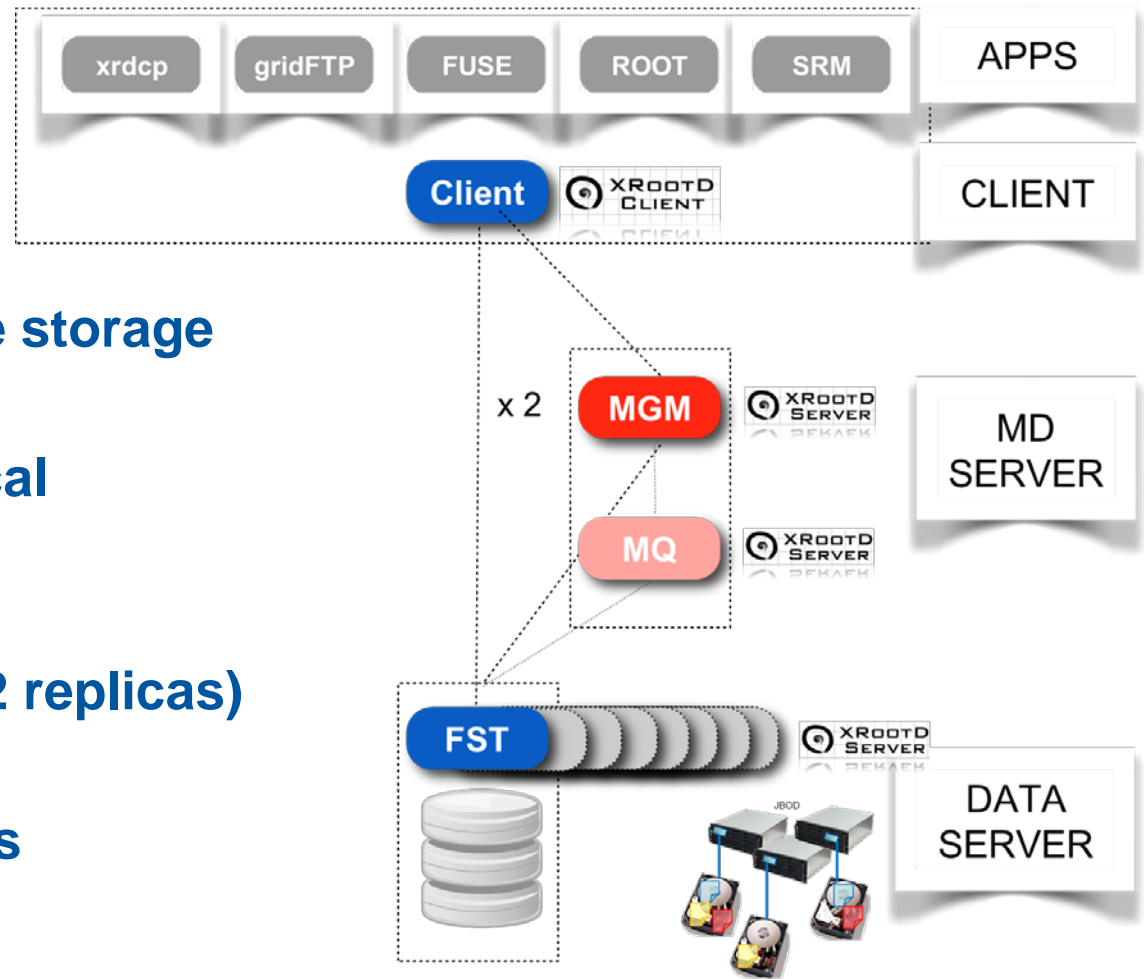 xrdcp gridFTP FUSE ROOT SRM APPS
Client XROOTD
CLIENT CLIENT
e storage
x 2 MGM XROOTD
SERVER MD
SERVER
cal
MQ XROOTD
SERVER
2 replicas)
FST XROOTD
SERVER
JBOD DATA
SERVER
s